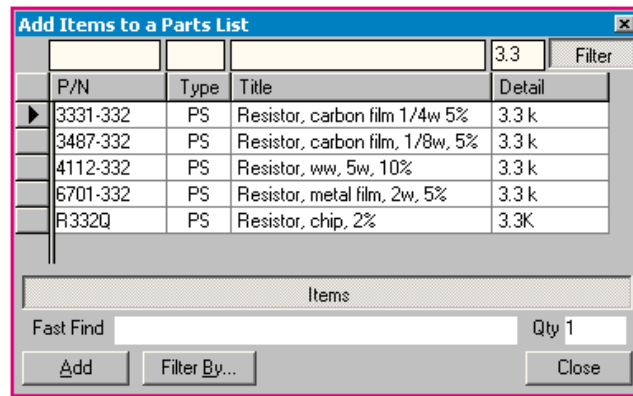 Add Items to a Parts List
3.3 Filter
P/N Type Title Detail
3331-332 PS Resistor, carbon film 1/4w 5% 3.3 k
3487-332 PS Resistor, carbon film, 1/8w, 5% 3.3 k
4112-332 PS Resistor, ww, 5w, 10% 3.3 k
6701-332 PS Resistor, metal film, 2w, 5% 3.3 k
R332Q PS Resistor, chip, 2% 3.3K
Items
Fast Find Qty 1
Add Filter By... Close